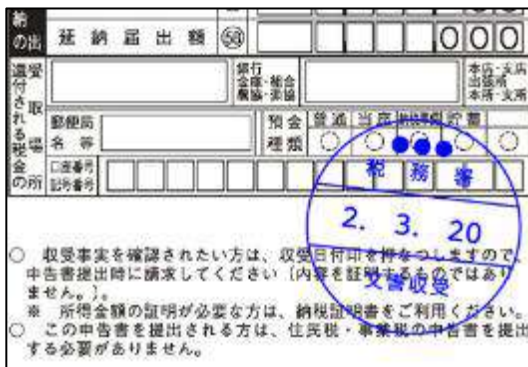 納
の出 延納届出額 58 000
還付される税金の所
受取場
銀行
金庫・組合
農協・漁協
本店・支店
出張所
本所・支所
郵便局
名等
預金
種類
普通 当座 納税準備 貯蓄
口座番号
記号番号
●●●税務署
2. 3. 20
文書収受
○ 収受事実を確認されたい方は、収受日付印を押なつしますので、
申告書提出時に請求してください(内容を証明するものではあり
ません。)。
※ 所得金額の証明が必要な方は、納税証明書をご利用ください。
○ この申告書を提出される方は、住民税・事業税の申告書を提出
する必要がありません。